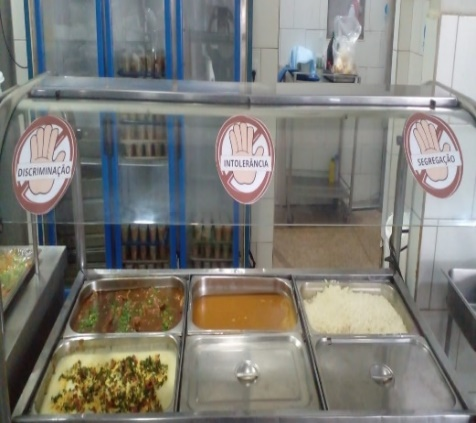 DISCRIMINAÇÃO
INTOLERÂNCIA
SEGREGAÇÃO